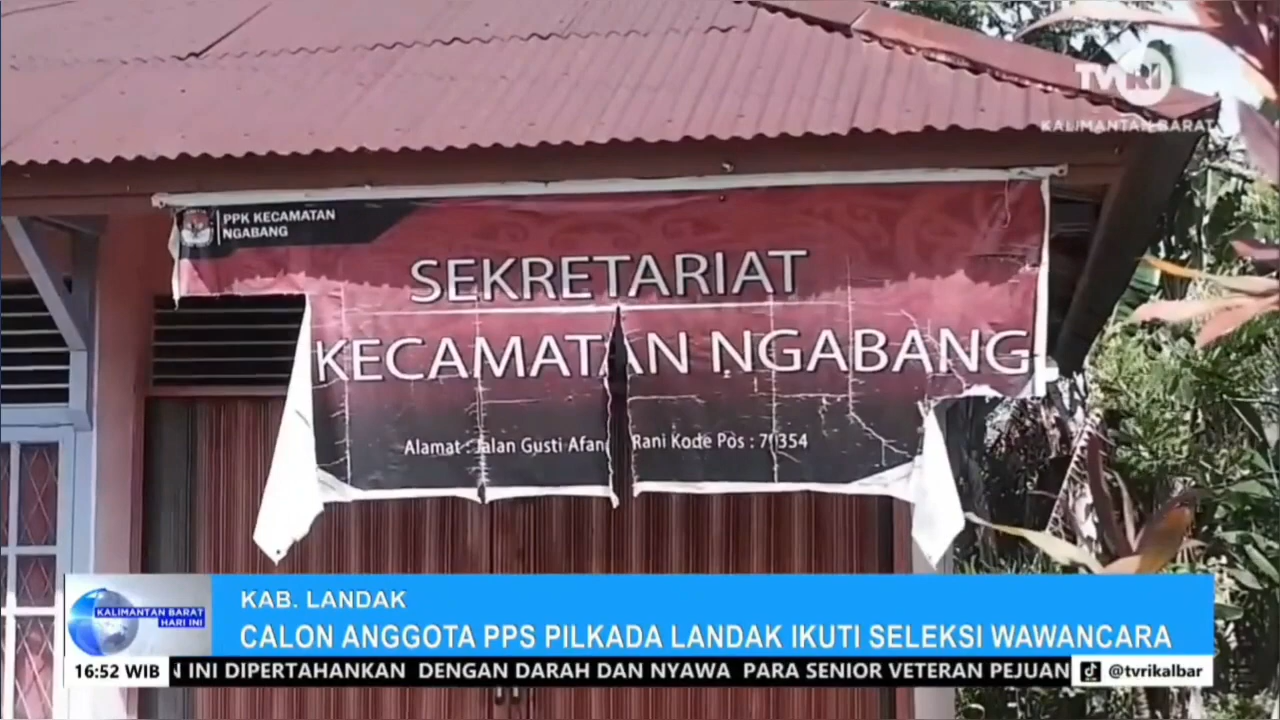 TVRI
KALIMANTAN BARAT
PPK KECAMATAN
NGABANG
SEKRETARIAT
KECAMATAN NGABANG
Alamat : Jalan Gusti Afan Rani Kode Pos : 79354
KAB. LANDAK
KALIMANTAN BARAT
HARI INI
CALON ANGGOTA PPS PILKADA LANDAK IKUTI SELEKSI WAWANCARA
16:52 WIB
N INI DIPERTAHANKAN DENGAN DARAH DAN NYAWA PARA SENIOR VETERAN PEJUAN
@tvrikalbar